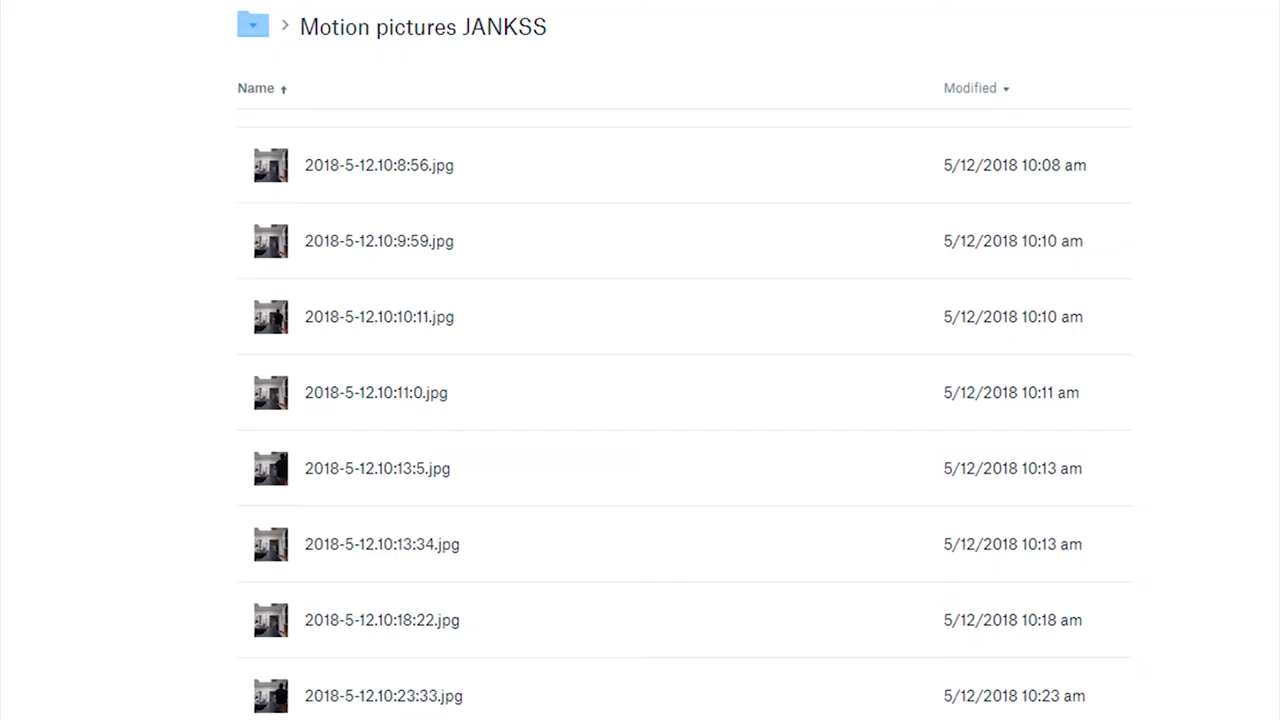 Motion pictures JANKSS
Name Modified
2018-5-12.10:8:56.jpg 5/12/2018 10:08 am
2018-5-12.10:9:59.jpg 5/12/2018 10:10 am
2018-5-12.10:10:11.jpg 5/12/2018 10:10 am
2018-5-12.10:11:0.jpg 5/12/2018 10:11 am
2018-5-12.10:13:5.jpg 5/12/2018 10:13 am
2018-5-12.10:13:34.jpg 5/12/2018 10:13 am
2018-5-12.10:18:22.jpg 5/12/2018 10:18 am
2018-5-12.10:23:33.jpg 5/12/2018 10:23 am